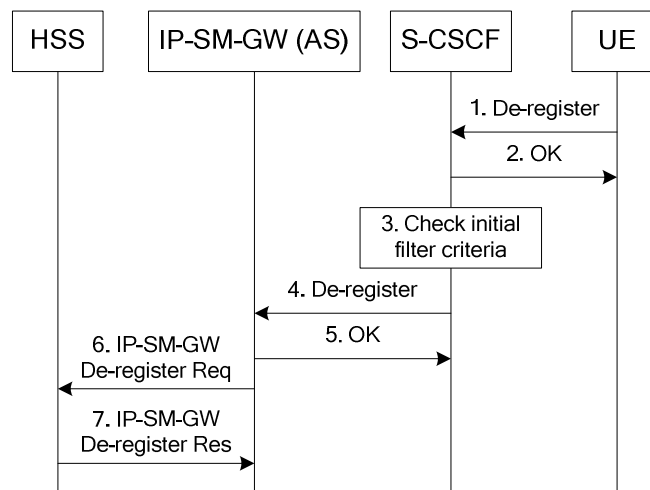 HSS
IP-SM-GW (AS)
S-CSCF
UE
1. De-register
2. OK
3. Check initial
filter criteria
4. De-register
5. OK
6. IP-SM-GW
De-register Req
7. IP-SM-GW
De-register Res